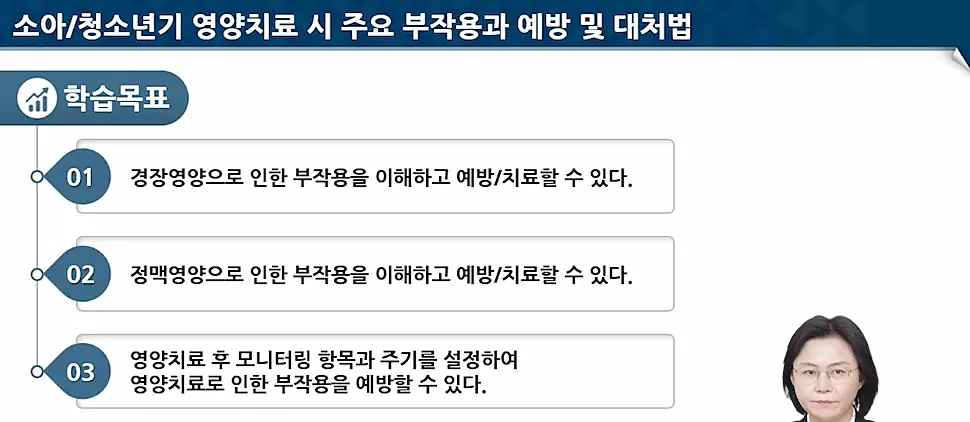 소아/청소년기 영양치료 시 주요 부작용과 예방 및 대처법
학습목표
01 경장영양으로 인한 부작용을 이해하고 예방/치료할 수 있다.
02 정맥영양으로 인한 부작용을 이해하고 예방/치료할 수 있다.
03 영양치료 후 모니터링 항목과 주기를 설정하여
영양치료로 인한 부작용을 예방할 수 있다.